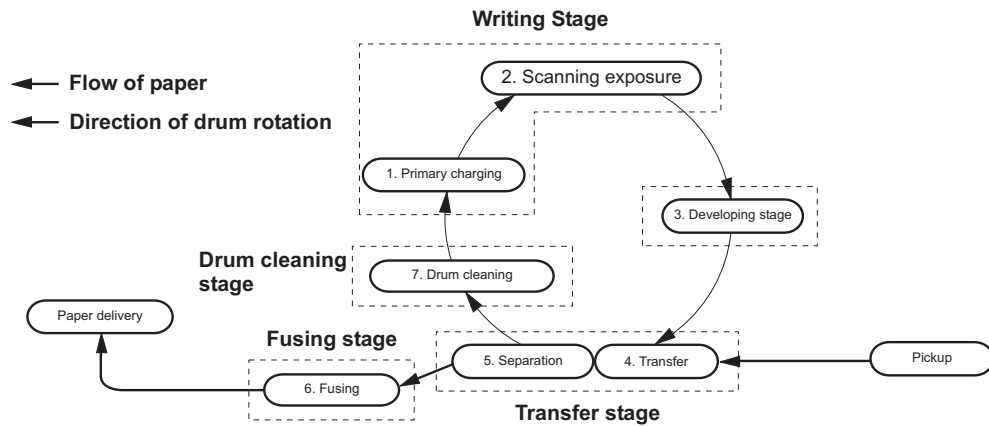 Writing Stage
2. Scanning exposure
Flow of paper
Direction of drum rotation
1. Primary charging
3. Developing stage
Drum cleaning
stage
7. Drum cleaning
Paper delivery
Fusing stage
5. Separation
4. Transfer
Pickup
6. Fusing
Transfer stage